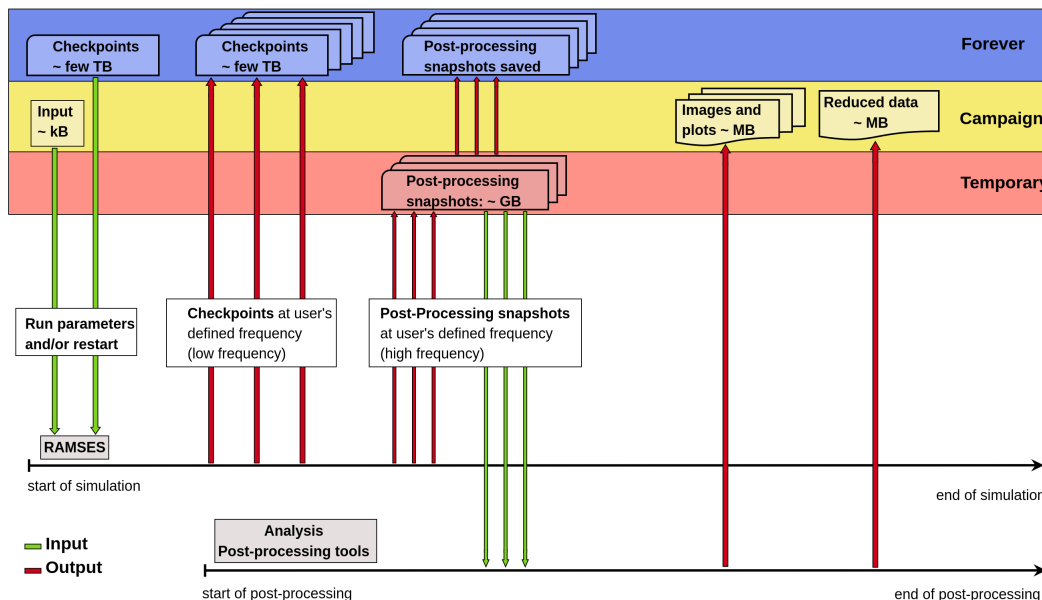 Forever
Checkpoints
~ few TB
Checkpoints
~ few TB
Post-processing
snapshots saved
Campaign
Input
~ kB
Images and
plots ~ MB
Reduced data
~ MB
Temporary
Post-processing
snapshots: ~ GB
Run parameters
and/or restart
Checkpoints at user's
defined frequency
(low frequency)
Post-Processing snapshots
at user's defined frequency
(high frequency)
RAMSES
start of simulation
end of simulation
Analysis
Post-processing tools
Input
Output
start of post-processing
end of post-processing